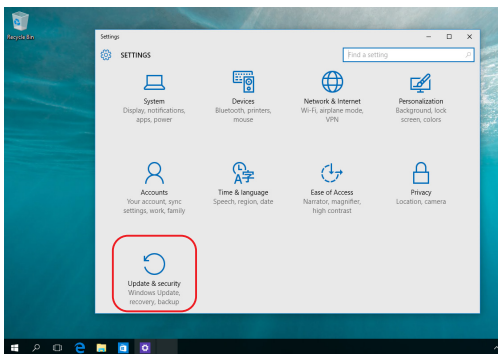 Recycle Bin
Settings
SETTINGS
Find a setting
System
Display, notifications,
apps, power
Devices
Bluetooth, printers,
mouse
Network & Internet
Wi-Fi, airplane mode,
VPN
Personalization
Background, lock
screen, colors
Accounts
Your account, sync
settings, work, family
Time & language
Speech, region, date
Ease of Access
Narrator, magnifier,
high contrast
Privacy
Location, camera
Update & security
Windows Update,
recovery, backup